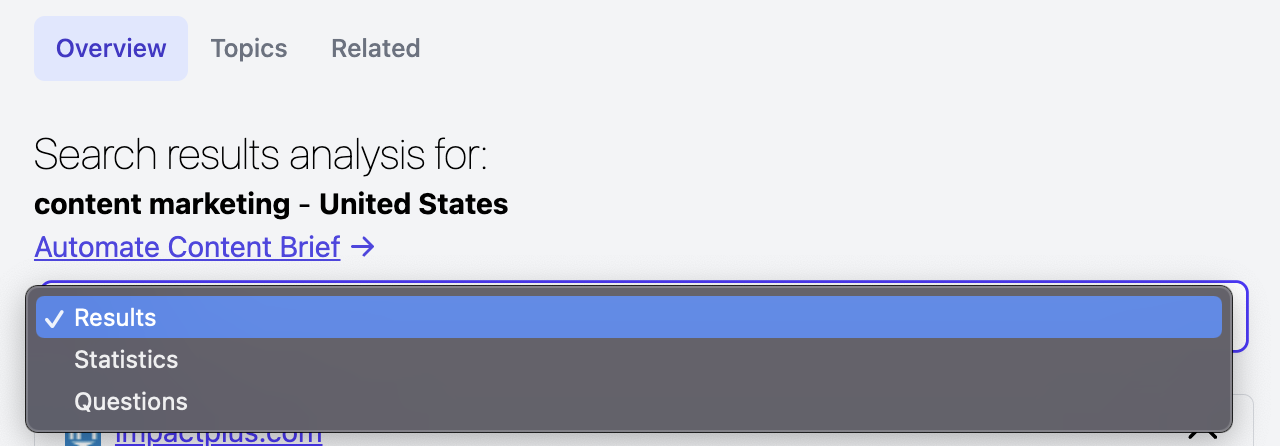 Overview Topics Related
Search results analysis for:
content marketing - United States
Automate Content Brief →
✓ Results
Statistics
Questions
impactplus.com